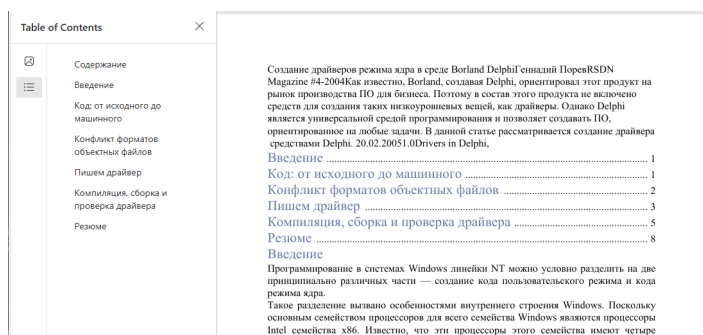 Table of Contents
Содержание
Введение
Код: от исходного до
машинного
Конфликт форматов
объектных файлов
Пишем драйвер
Компиляция, сборка и
проверка драйвера
Резюме
Создание драйверов режима ядра в среде Borland DelphiГеннадий ПоревRSDN
Magazine #4-2004Как известно, Borland, создавая Delphi, ориентировал этот продукт на
рынок производства ПО для бизнеса. Поэтому в состав этого продукта не включено
средств для создания таких низкоуровневых вещей, как драйверы. Однако Delphi
является универсальной средой программирования и позволяет создавать ПО,
ориентированное на любые задачи. В данной статье рассматривается создание драйвера
средствами Delphi. 20.02.20051.0Drivers in Delphi,
Введение ........ 1
Код: от исходного до машинного ........ 1
Конфликт форматов объектных файлов ........ 2
Пишем драйвер ........ 3
Компиляция, сборка и проверка драйвера ........ 5
Резюме ........ 8
Введение
Программирование в системах Windows линейки NT можно условно разделить на две
принципиально различных части — создание кода пользовательского режима и кода
режима ядра.
Такое разделение вызвано особенностями внутреннего строения Windows. Поскольку
основным семейством процессоров для всего семейства Windows являются процессоры
Intel семейства x86. Известно, что эти процессоры этого семейства имеют четыре